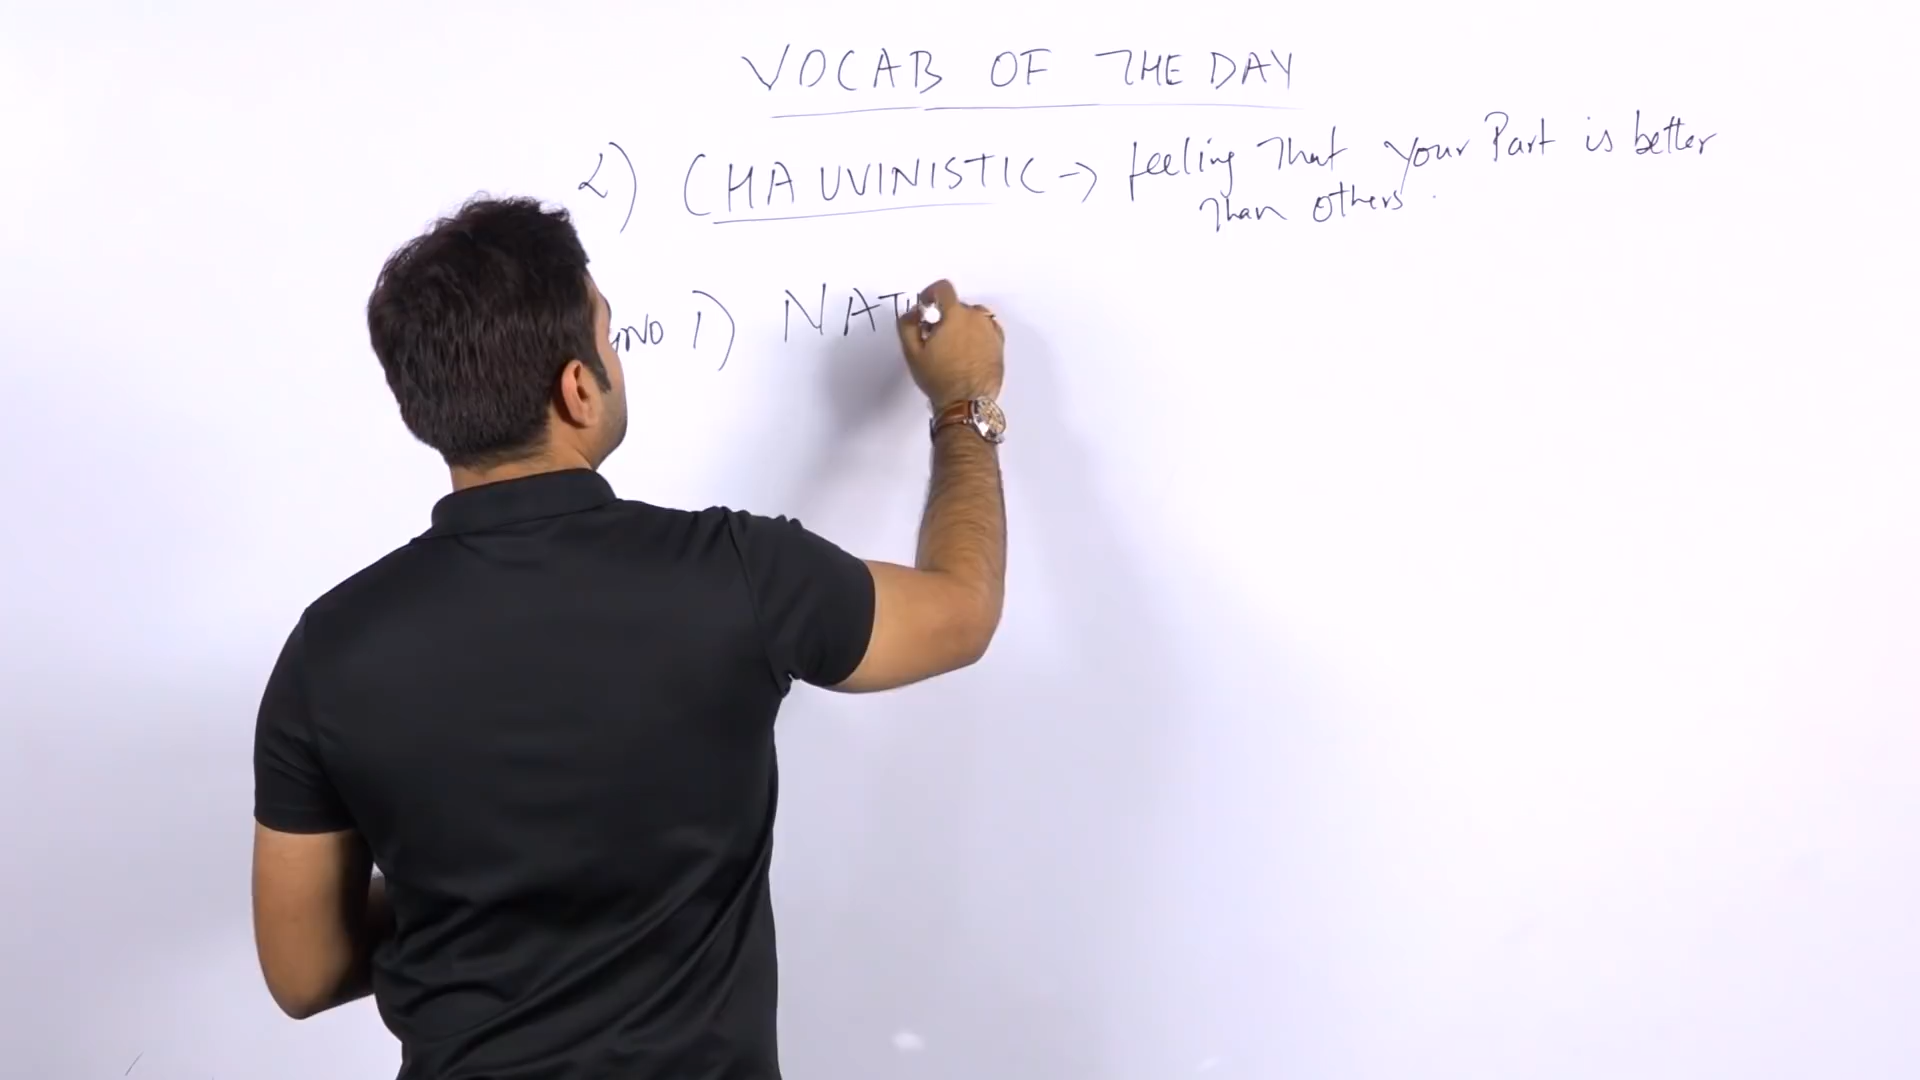 VOCAB OF THE DAY
2) CHAUVINISTIC → feeling that your Part is better
than others.
1) NAT